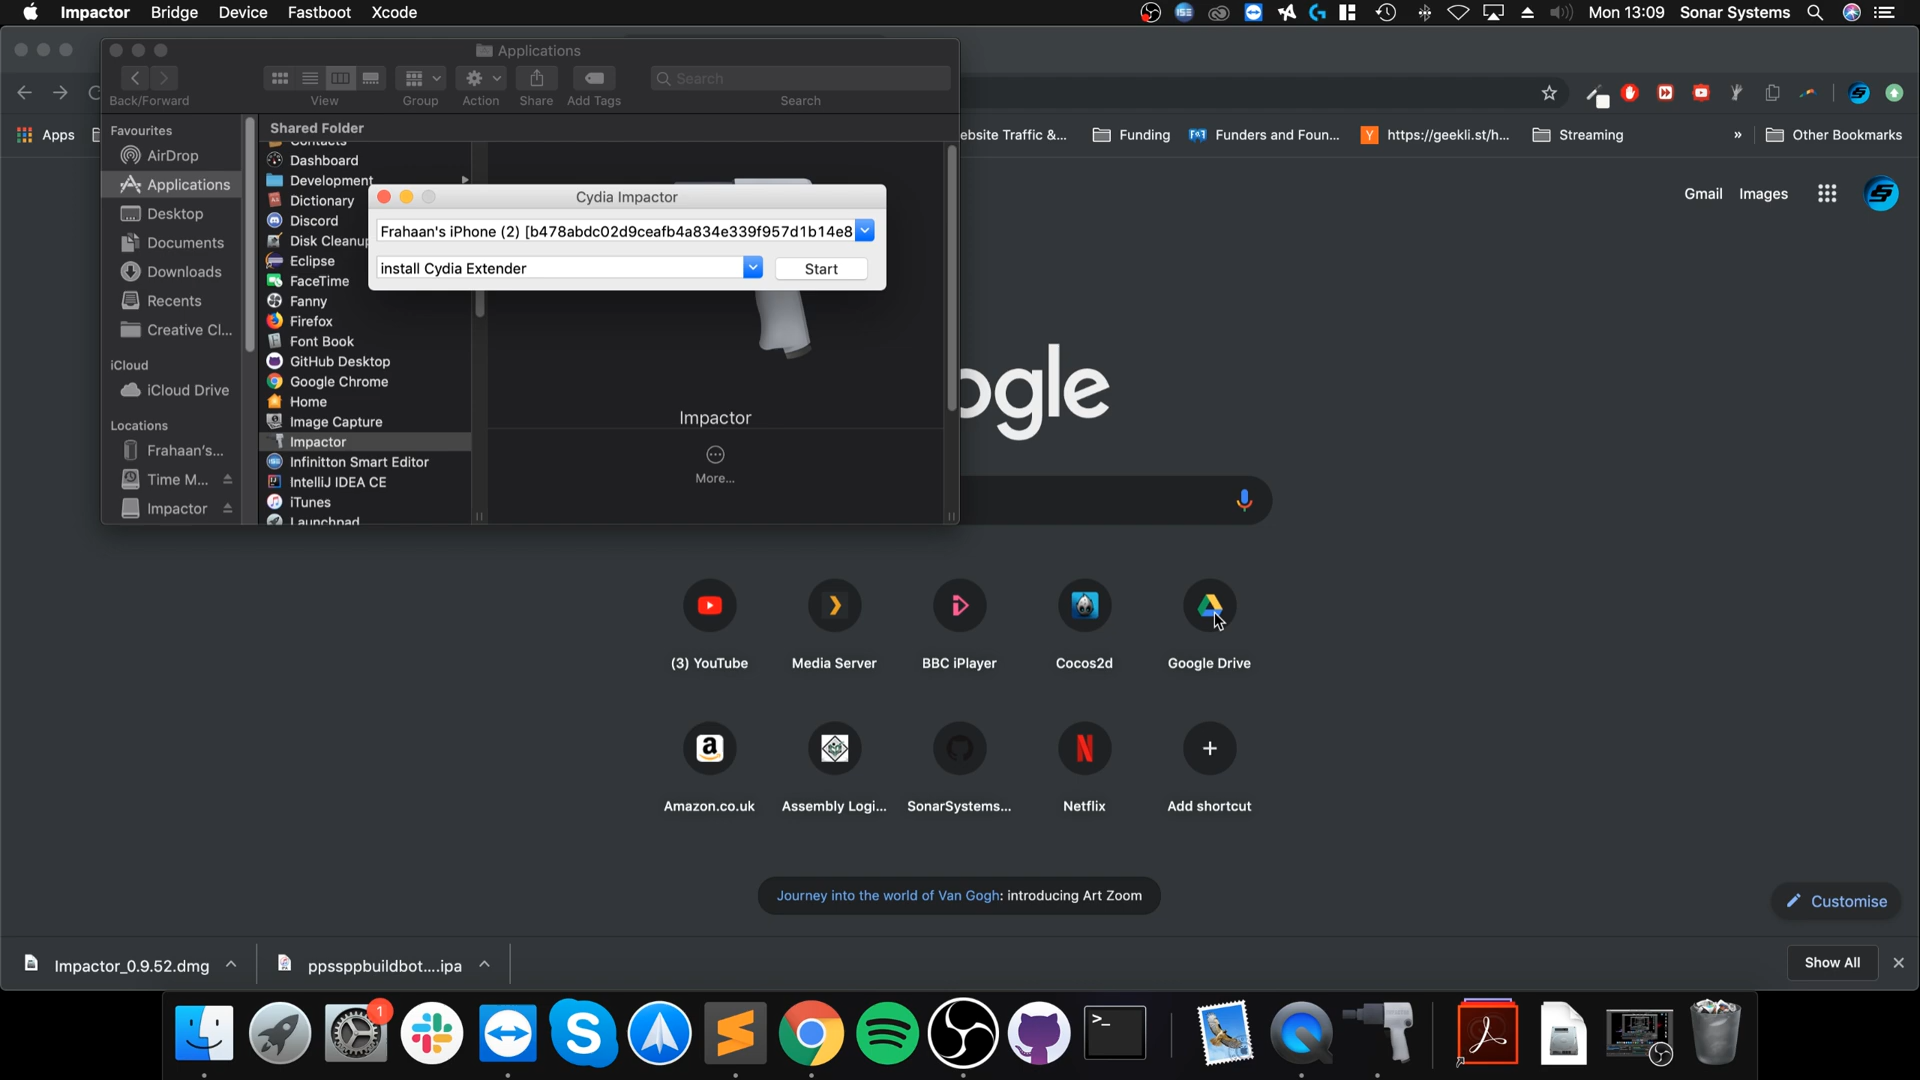 Impactor Bridge Device Fastboot Xcode
Mon 13:09 Sonar Systems
Applications
Search
Back/Forward View Group Action Share Add Tags Search
Apps
ebsite Traffic &... Funding Funders and Foun... https://geekli.st/h... Streaming » Other Bookmarks
Favourites
AirDrop
Applications
Desktop
Documents
Downloads
Recents
Creative Cl...
iCloud
iCloud Drive
Locations
Frahaan's...
Time M...
Impactor
Shared Folder
Contacts
Dashboard
Development
Dictionary
Discord
Disk Cleanup
Eclipse
FaceTime
Fanny
Firefox
Font Book
GitHub Desktop
Google Chrome
Home
Image Capture
Impactor
Infinitton Smart Editor
IntelliJ IDEA CE
iTunes
Launchpad
Cydia Impactor
Frahaan's iPhone (2) [b478abdc02d9ceafb4a834e339f957d1b14e8
install Cydia Extender
Start
Impactor
More...
Gmail Images
ogle
(3) YouTube Media Server BBC iPlayer Cocos2d Google Drive
Amazon.co.uk Assembly Logi... SonarSystems... Netflix Add shortcut
Journey into the world of Van Gogh: introducing Art Zoom
Customise
Impactor_0.9.52.dmg
ppssppbuildbot....ipa
Show All
1